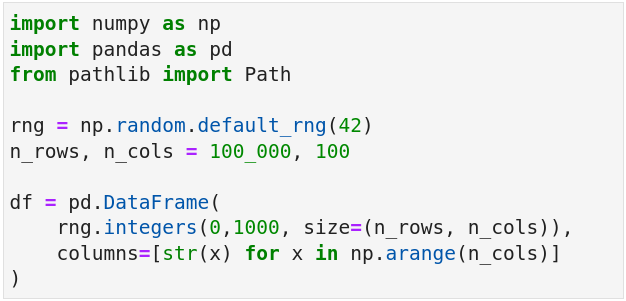 import numpy as np
import pandas as pd
from pathlib import Path

rng = np.random.default_rng(42)
n_rows, n_cols = 100_000, 100

df = pd.DataFrame(
    rng.integers(0,1000, size=(n_rows, n_cols)),
    columns=[str(x) for x in np.arange(n_cols)]
)